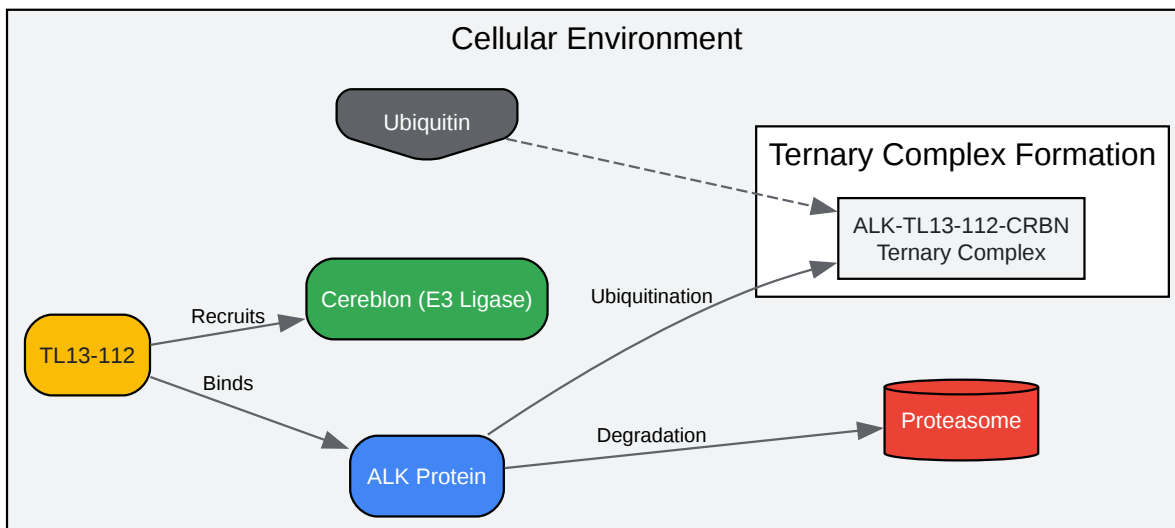 Cellular Environment
Ubiquitin
Ternary Complex Formation
ALK-TL13-112-CRBN
Ternary Complex
Cereblon (E3 Ligase)
Ubiquitination
Recruits
TL13-112
Binds
Proteasome
Degradation
ALK Protein